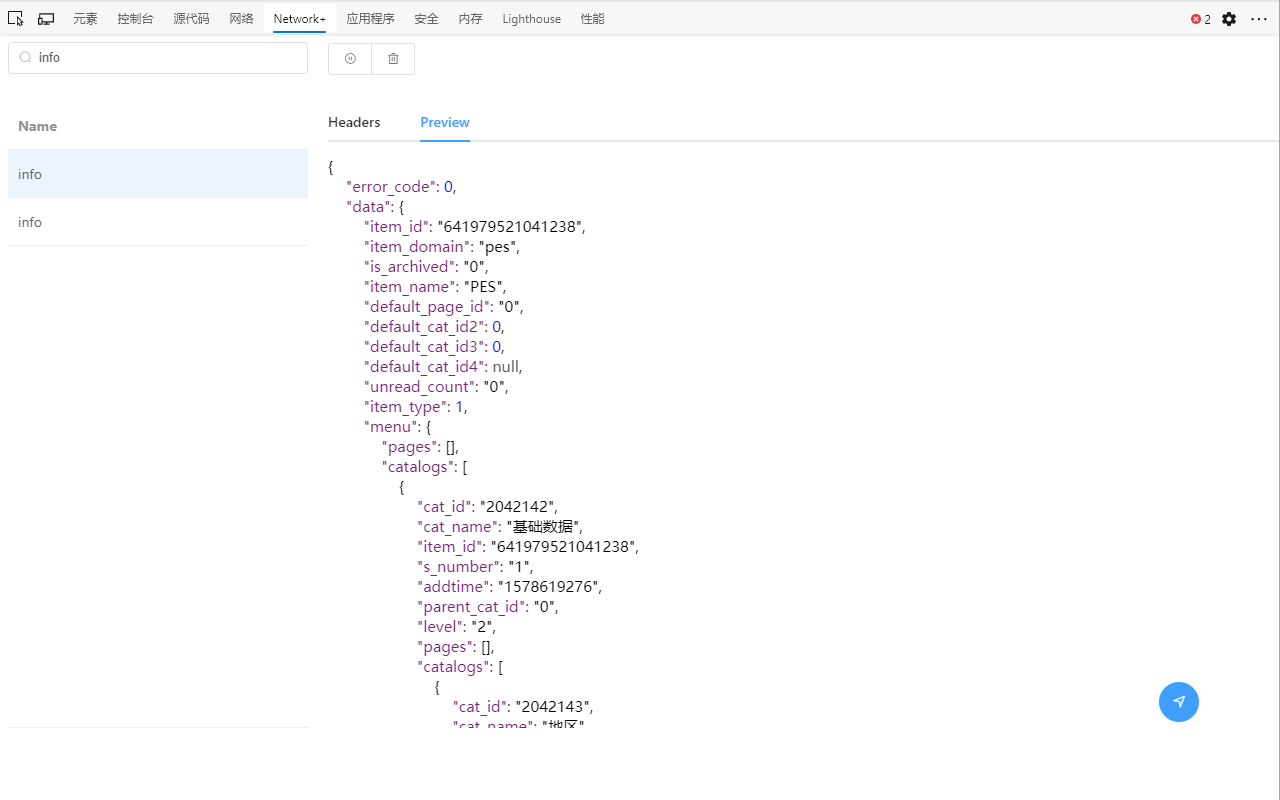 元素 控制台 源代码 网络 Network+ 应用程序 安全 内存 Lighthouse 性能 2
info
Headers Preview
Name
info
info
{
"error_code": 0,
"data": {
"item_id": "641979521041238",
"item_domain": "pes",
"is_archived": "0",
"item_name": "PES",
"default_page_id": "0",
"default_cat_id2": 0,
"default_cat_id3": 0,
"default_cat_id4": null,
"unread_count": "0",
"item_type": 1,
"menu": {
"pages": [],
"catalogs": [
{
"cat_id": "2042142",
"cat_name": "基础数据",
"item_id": "641979521041238",
"s_number": "1",
"addtime": "1578619276",
"parent_cat_id": "0",
"level": "2",
"pages": [],
"catalogs": [
{
"cat_id": "2042143",
"cat_name": "地区"